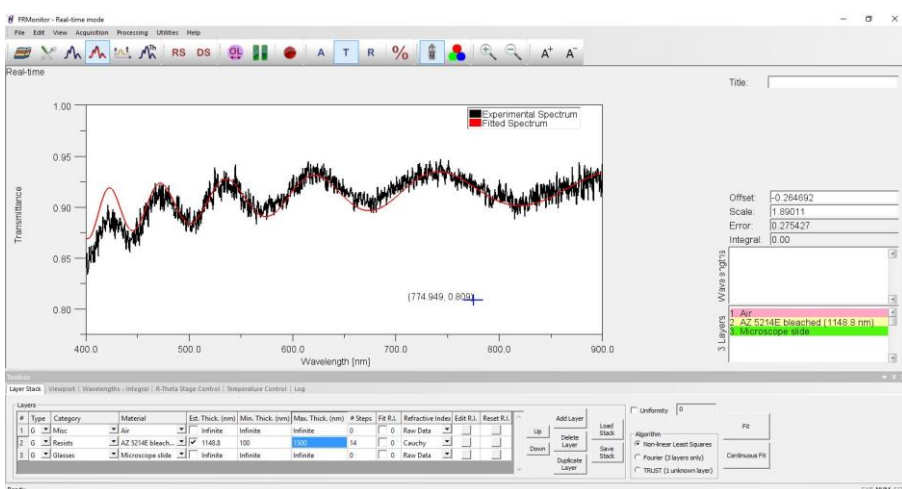 FRMonitor - Real-time mode
File Edit View Acquisition Processing Utilities Help
Th RS DS OL A T R % A+ A-
Real-time
Title:
Experimental Spectrum
Fitted Spectrum
1.00
0.95
0.90
0.85
0.80
Transmittance
(774.949, 0.809)
400.0 500.0 600.0 700.0 800.0 900.0
Wavelength [nm]
Offset: -0.264692
Scale: 1.89011
Error: 0.275427
Integral: 0.00
3 Layers
1. Air
2. AZ 5214E bleached (1148.8 nm)
3. Microscope slide
Toolbox
Layer Stack Viewport Wavelengths - Integral R-Theta Stage Control Temperature Control Log
Layers
# Type Category Material Est. Thick. (nm) Min. Thick. (nm) Max. Thick. (nm) # Steps Fit R.I. Refractive Index Edit R.I. Reset R.I.
1 G Misc Air Infinite Infinite Infinite 0 0 Raw Data
2 G Resists AZ 5214E bleach... 1148.8 100 1500 14 0 Cauchy
3 G Glasses Microscope slide Infinite Infinite Infinite 0 0 Raw Data
Up
Down
Add Layer
Delete Layer
Duplicate Layer
Load Stack
Save Stack
Uniformity 0
Algorithm
Non-linear Least Squares
Fourier (3 layers only)
TRUST (1 unknown layer)
Fit
Continuous Fit
Ready